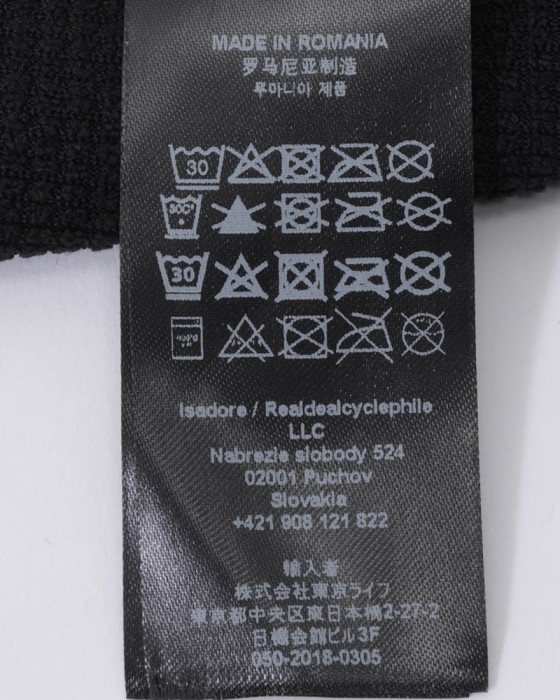 MADE IN ROMANIA
罗马尼亚制造
루마니아 제품
30
30°C
30
Isadore / Realdealcyclephile
LLC
Nabrezie slobody 524
02001 Puchov
Slovakia
+421 908 121 822
輸入者
株式会社東京ライフ
東京都中央区東日本橋2-27-2
日機会館ビル3F
050-2018-0305